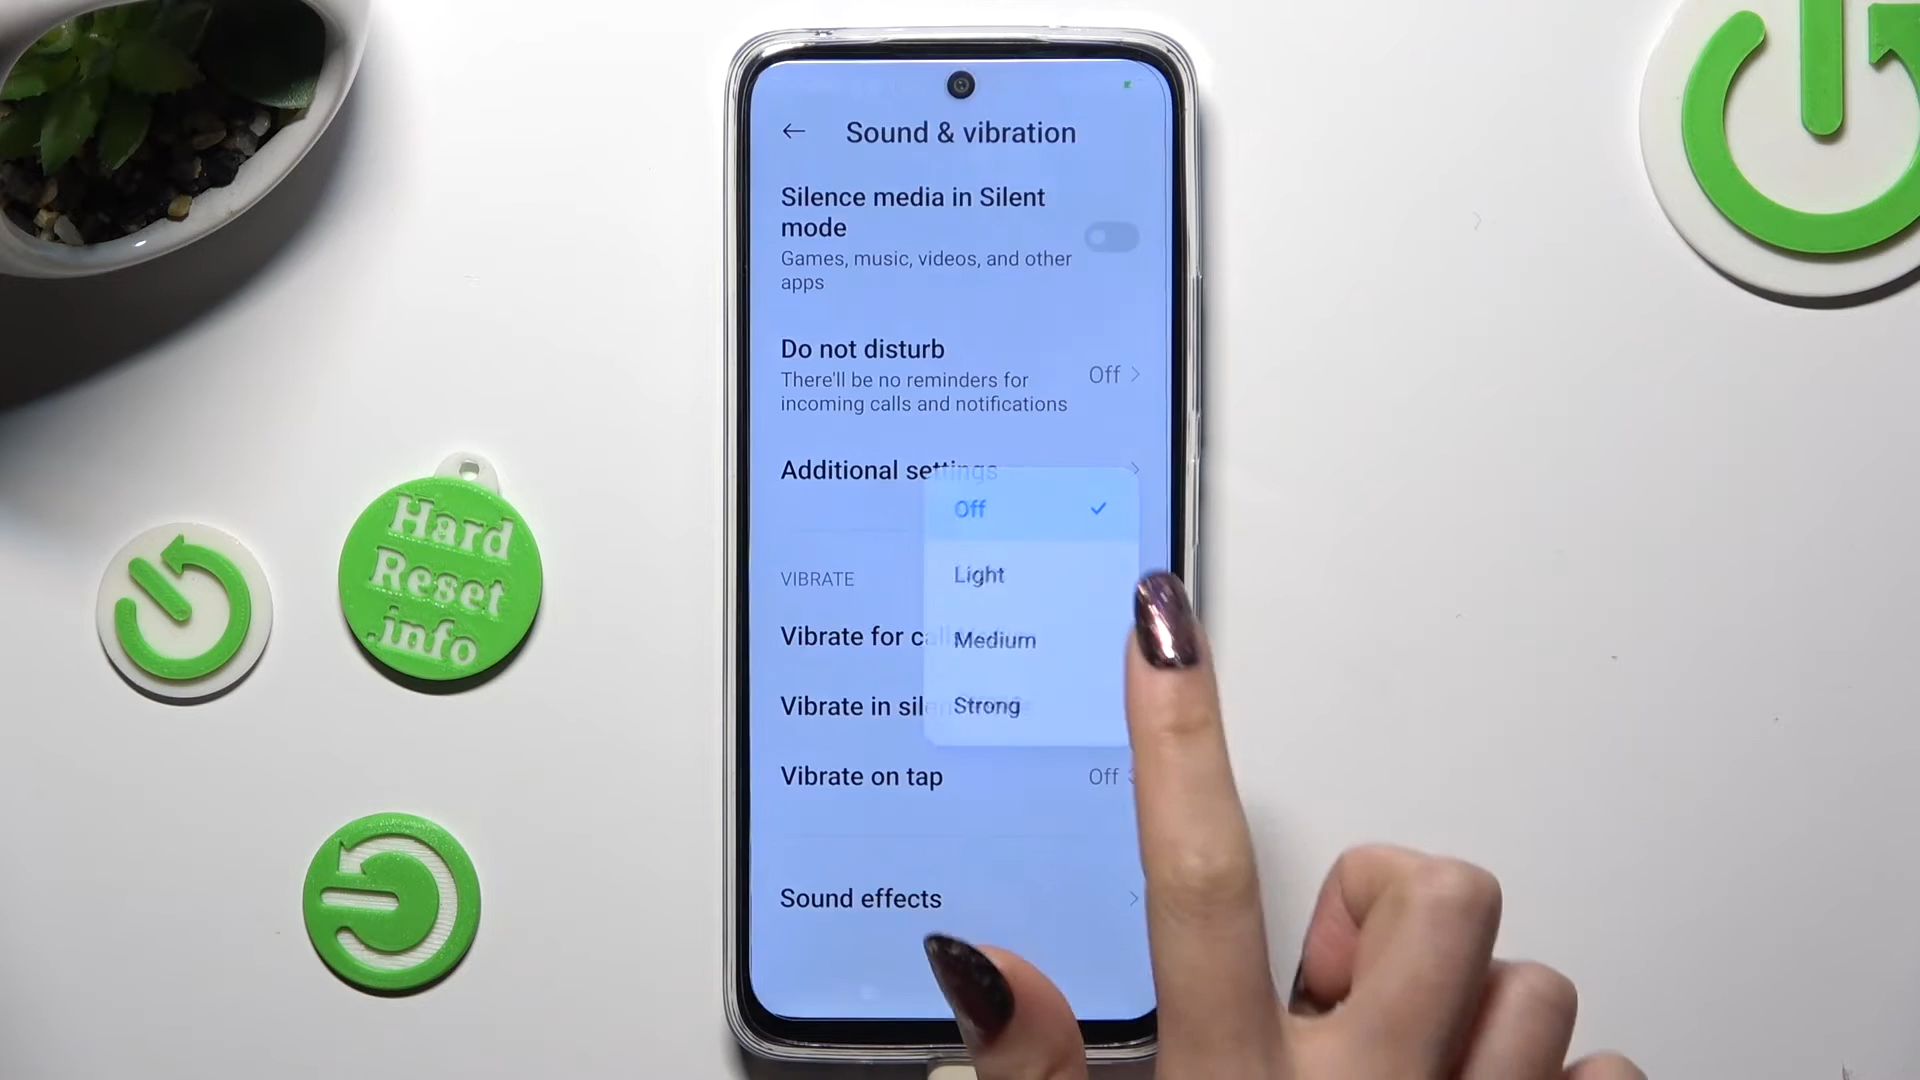 Sound & vibration
Silence media in Silent
mode
Games, music, videos, and other
apps
Do not disturb
There'll be no reminders for
incoming calls and notifications
Off
Additional settings
Off
Light
Medium
Strong
VIBRATE
Vibrate for
Vibrate in
Vibrate on tap
Off
Sound effects
Hard
Reset
.info